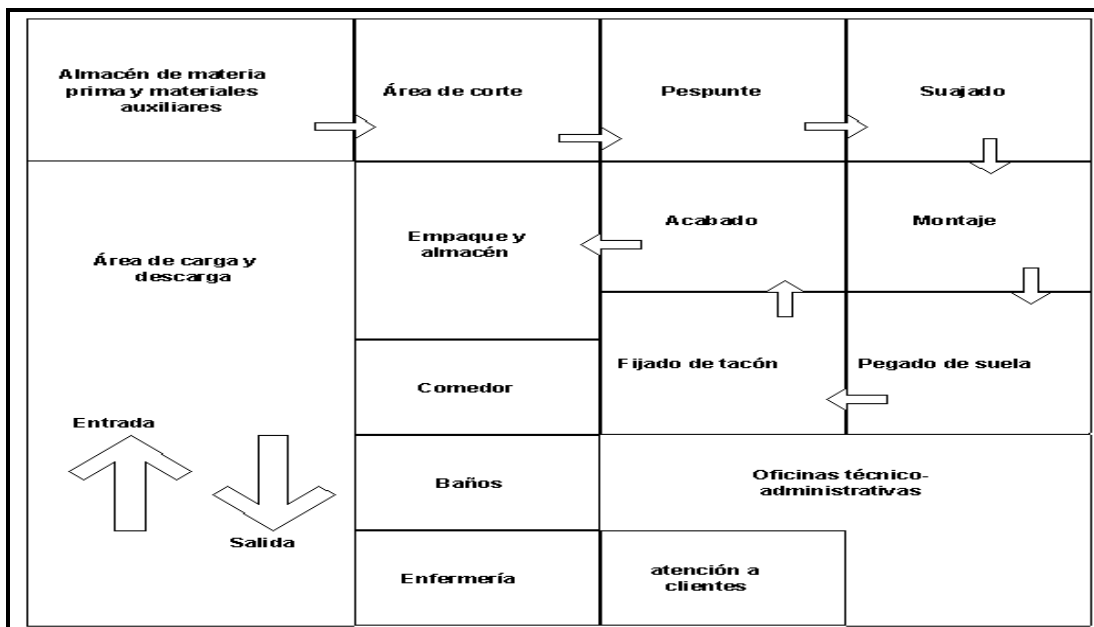 Almacén de materia
prima y materiales
auxiliares
Área de corte
Pespunte
Suajado
Área de carga y
descarga
Empaque y
almacén
Acabado
Montaje
Comedor
Fijado de tacón
Pegado de suela
Entrada
Salida
Baños
Oficinas técnico-
administrativas
Enfermería
atención a
clientes